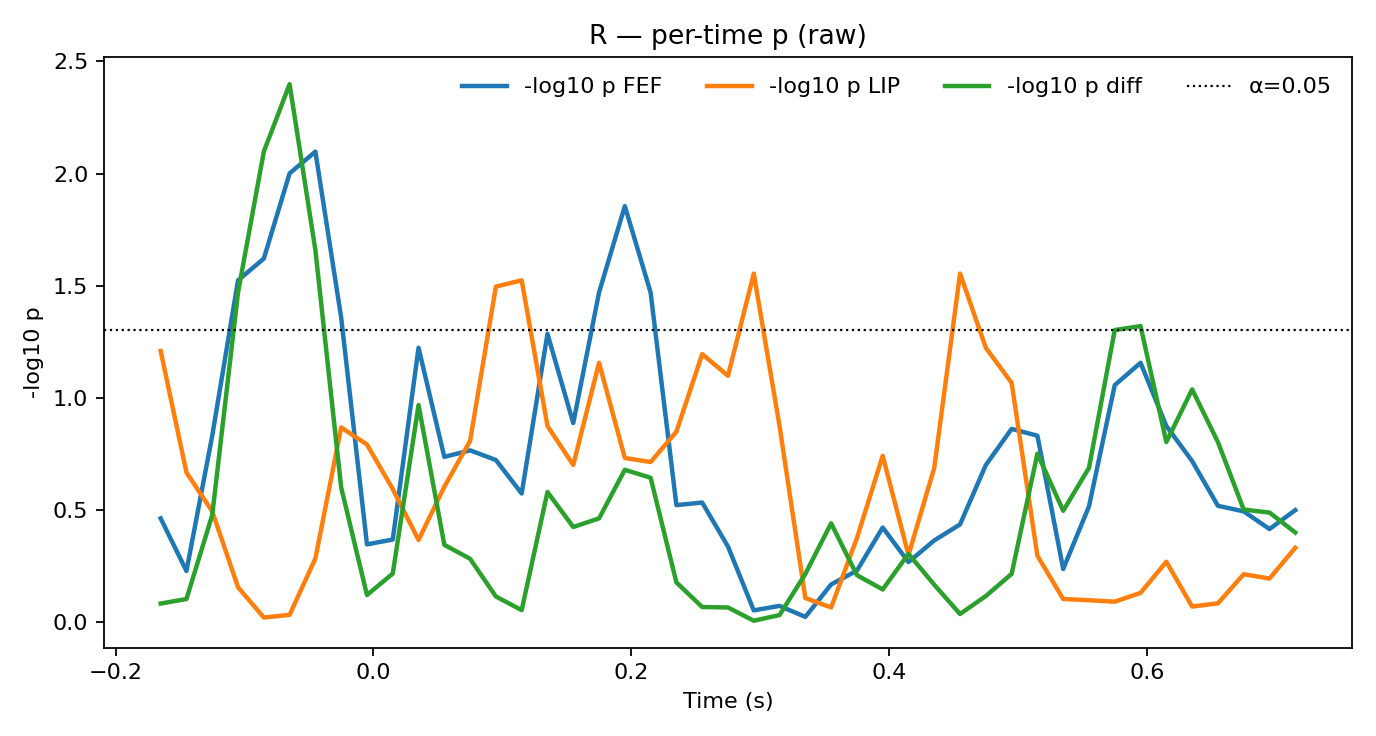 R — per-time p (raw)
-log10 p FEF -log10 p LIP -log10 p diff α=0.05
2.5
2.0
1.5
1.0
0.5
0.0
-log10 p
−0.2 0.0 0.2 0.4 0.6
Time (s)